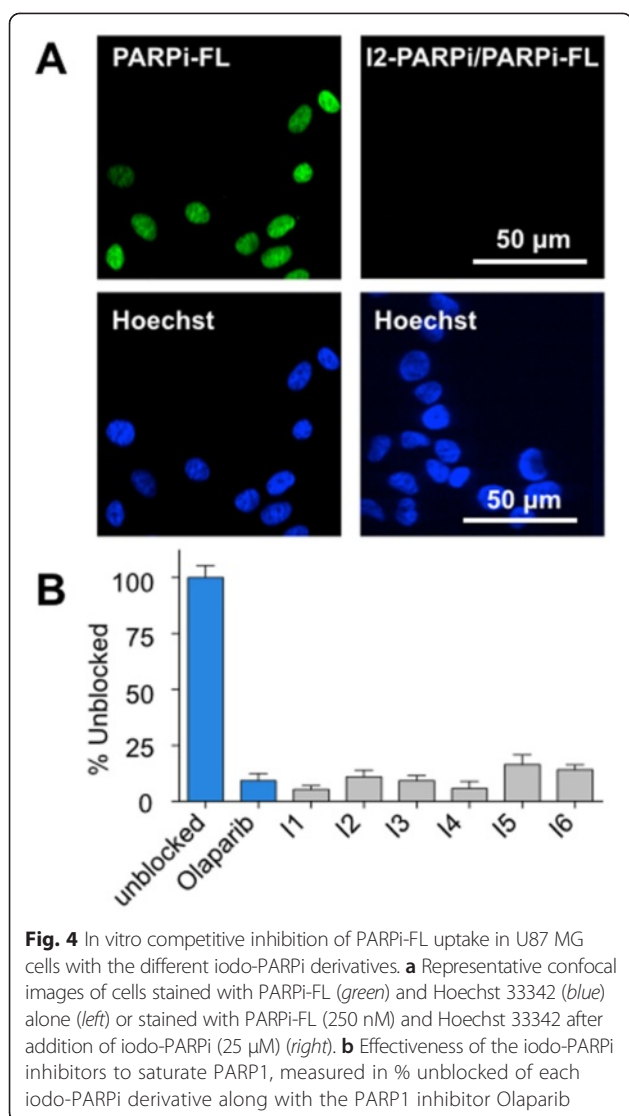 A
PARPi-FL
I2-PARPi/PARPi-FL
50 µm
Hoechst
Hoechst
50 µm
B
% Unblocked
100
75
50
25
0
unblocked
Olaparib
I1
I2
I3
I4
I5
I6
Fig. 4 In vitro competitive inhibition of PARPi-FL uptake in U87 MG
cells with the different iodo-PARPi derivatives. a Representative confocal
images of cells stained with PARPi-FL (green) and Hoechst 33342 (blue)
alone (left) or stained with PARPi-FL (250 nM) and Hoechst 33342 after
addition of iodo-PARPi (25 µM) (right). b Effectiveness of the iodo-PARPi
inhibitors to saturate PARP1, measured in % unblocked of each
iodo-PARPi derivative along with the PARP1 inhibitor Olaparib